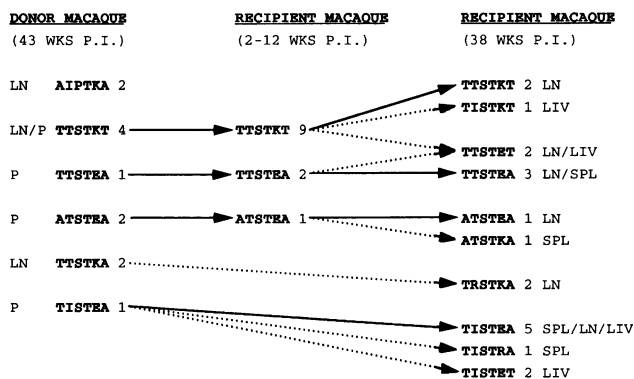 DONOR MACAQUE RECIPIENT MACAQUE RECIPIENT MACAQUE
(43 WKS P.I.) (2-12 WKS P.I.) (38 WKS P.I.)
LN AIPTKA 2 TTSTKT 2 LN
TISTKT 1 LIV
LN/P TTSTKT 4 TTSTKT 9
TTSTET 2 LN/LIV
P TTSTEA 1 TTSTEA 2 TTSTEA 3 LN/SPL
P ATSTEA 2 ATSTEA 1 ATSTEA 1 LN
ATSTKA 1 SPL
LN TTSTKA 2
TRSTKA 2 LN
P TISTEA 1
TISTEA 5 SPL/LN/LIV
TISTRA 1 SPL
TISTET 2 LIV